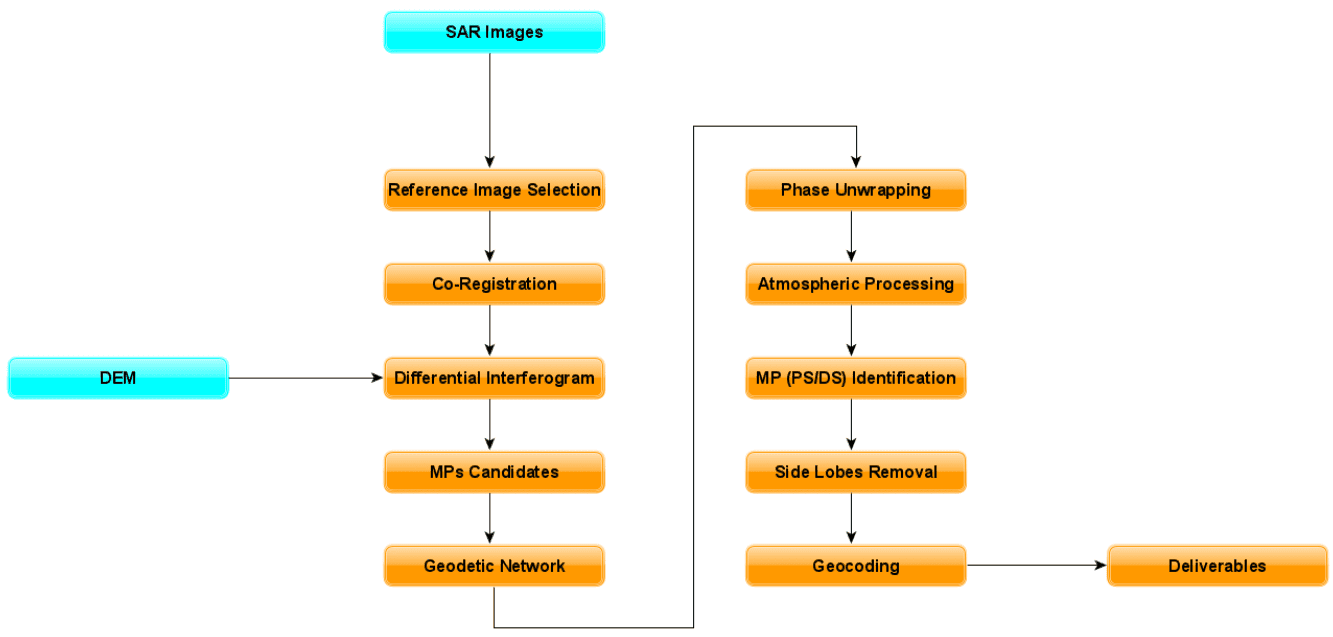 SAR Images
Reference Image Selection
Co-Registration
DEM
Differential Interferogram
MPs Candidates
Geodetic Network
Phase Unwrapping
Atmospheric Processing
MP (PS/DS) Identification
Side Lobes Removal
Geocoding
Deliverables